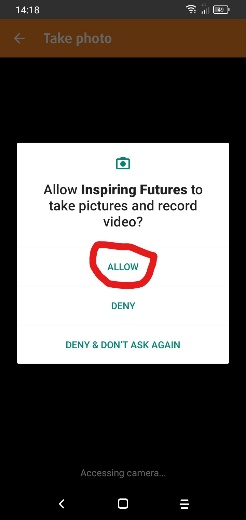 14:18
Take photo
Allow Inspiring Futures to
take pictures and record
video?
ALLOW
DENY
DENY & DON'T ASK AGAIN
Accessing camera...